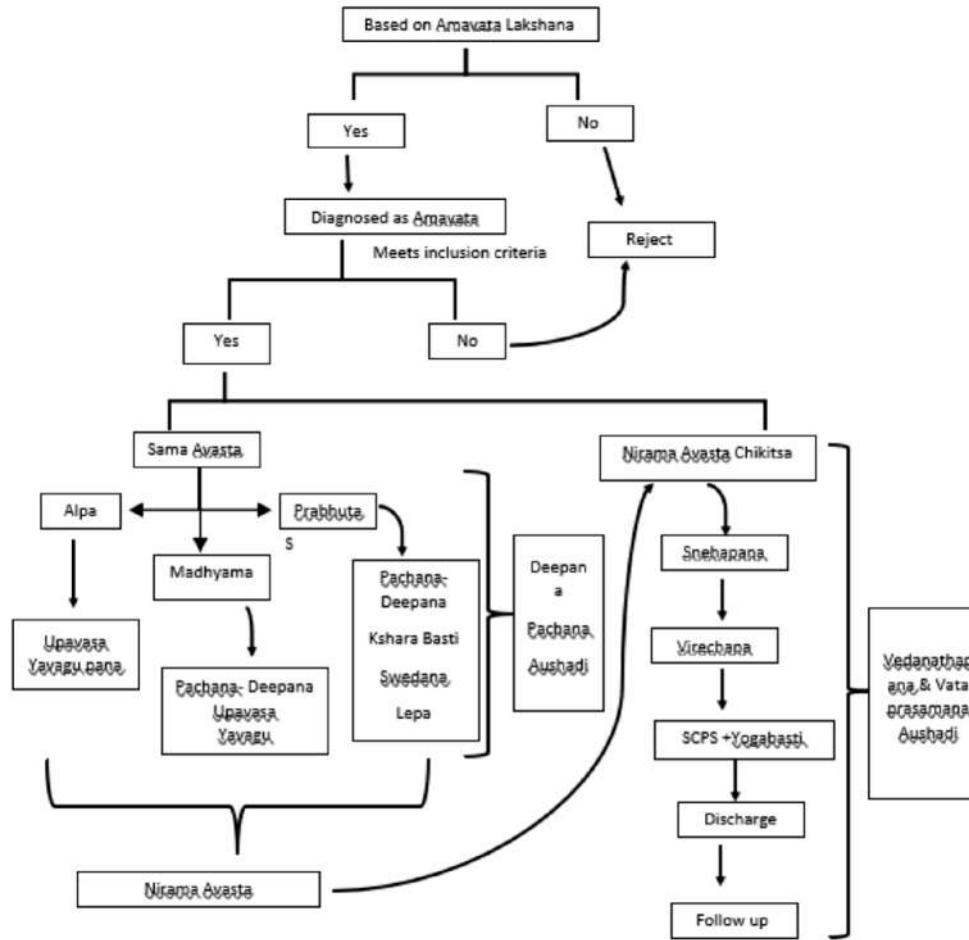 Based on Amavata Lakshana
Yes
No
Diagnosed as Amavata
Reject
Meets inclusion criteria
Yes
No
Sama Avasta
Nirama Avasta Chikitsa
Alpa
Prabhuta
S
Madhyama
Upavasa
Yavagu pana
Pachana- Deepana
Upavasa
Yavagu
Pachana-
Deepana
Kshara Basti
Swedana
Lepa
Deepan
a
Pachana
Aushadi
Snehapana
Virechana
SCPS +Yogabasti
Discharge
Follow up
Vedanathap
ana & Vata
prasamana
Aushadi
Nirama Avasta